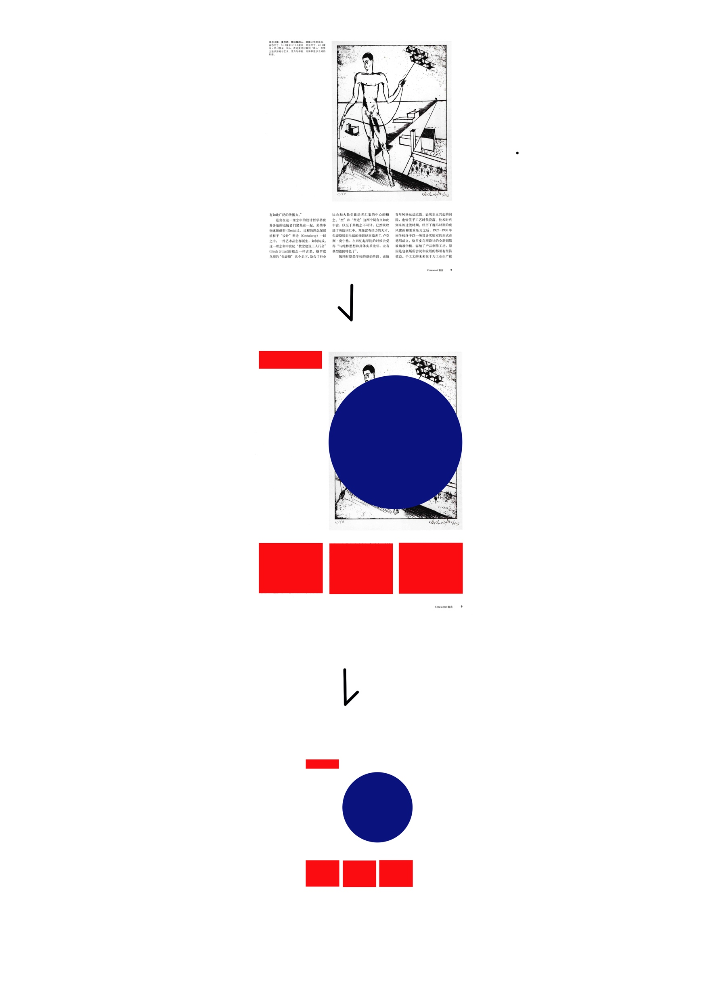 法尔卡斯·莫尔纳，放风筝的人，纸板上蚀刻版画，
画芯尺寸，14.8厘米×19.8厘米，纸张尺寸，23.0厘
米×35.0厘米，BHA。在这里可以看到“新人”在努
力追求游戏与艺术、活力与平衡、肉体和进步之间的
和谐。
11/50
有如此广泛的传播力。”
蕴含在这一理念中的设计哲学将世
界各地的追随者们聚集在一起。某些事
物逐渐成型 (Gestalt)。过程的理念深深
植根于“设计”塑造（Gestalung）一词
之中：一件艺术品怎样诞生，如何构成。
这一理念和中世纪“教堂建筑工人行会”
(Bauh ü tten)的概念一样古老。格罗皮
乌斯的“包豪斯”这个名字，隐含了行业
协会和大教堂建造者汇集的中心的概
念。“型”和“塑造”这两个词含义如此
丰富，以至于其概念不可译，已然吸收
进了英语词汇中。难怪富有活力的天才、
包豪斯精彩生活的摄影纪事编者 T. 卢克
斯·费宁格，在回忆起学院的时候会觉
得“与纯粹思想和具体实质比邻，太有
典型德国特色了”。
魏玛时期是学校的创始阶段，正值
青年风格运动式微、表现主义兴起的间
隙，也恰值手工艺时代没落、技术时代
到来的过渡时期。经历了魏玛时期的疾
风骤雨和重重压力之后，1925–1926 年
间学校终于以一所设计实验室的形式在
德绍成立。格罗皮乌斯设计的全新钢筋
玻璃教学楼，容纳了产品制作工坊，原
因是包豪斯所尝试和发展的都须有经济
效益。手工艺的未来在于为工业生产提
Foreword 前言 9
11/50
Foreword 前言 9